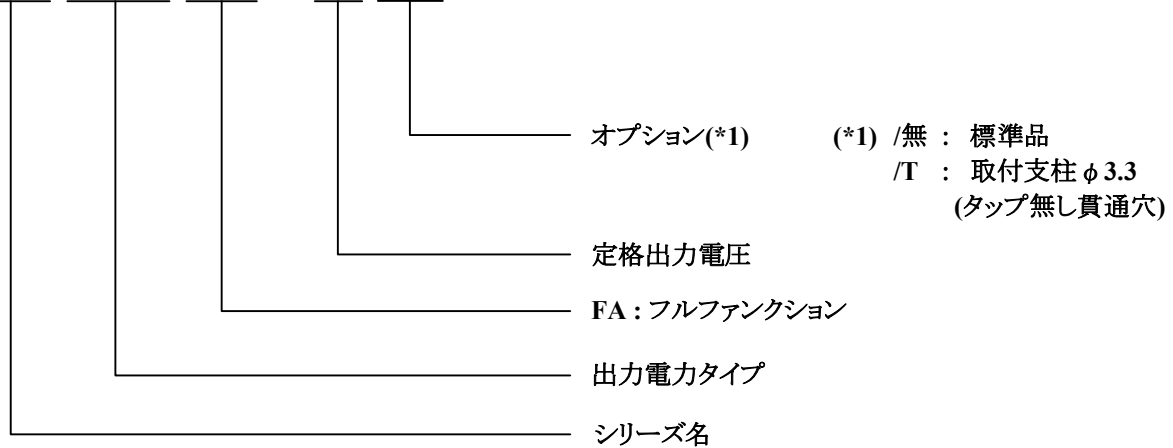 オプション(*1) (*1) /無 : 標準品
/T : 取付支柱φ3.3
(タップ無し貫通穴)
定格出力電圧
FA : フルファンクション
出力電力タイプ
シリーズ名